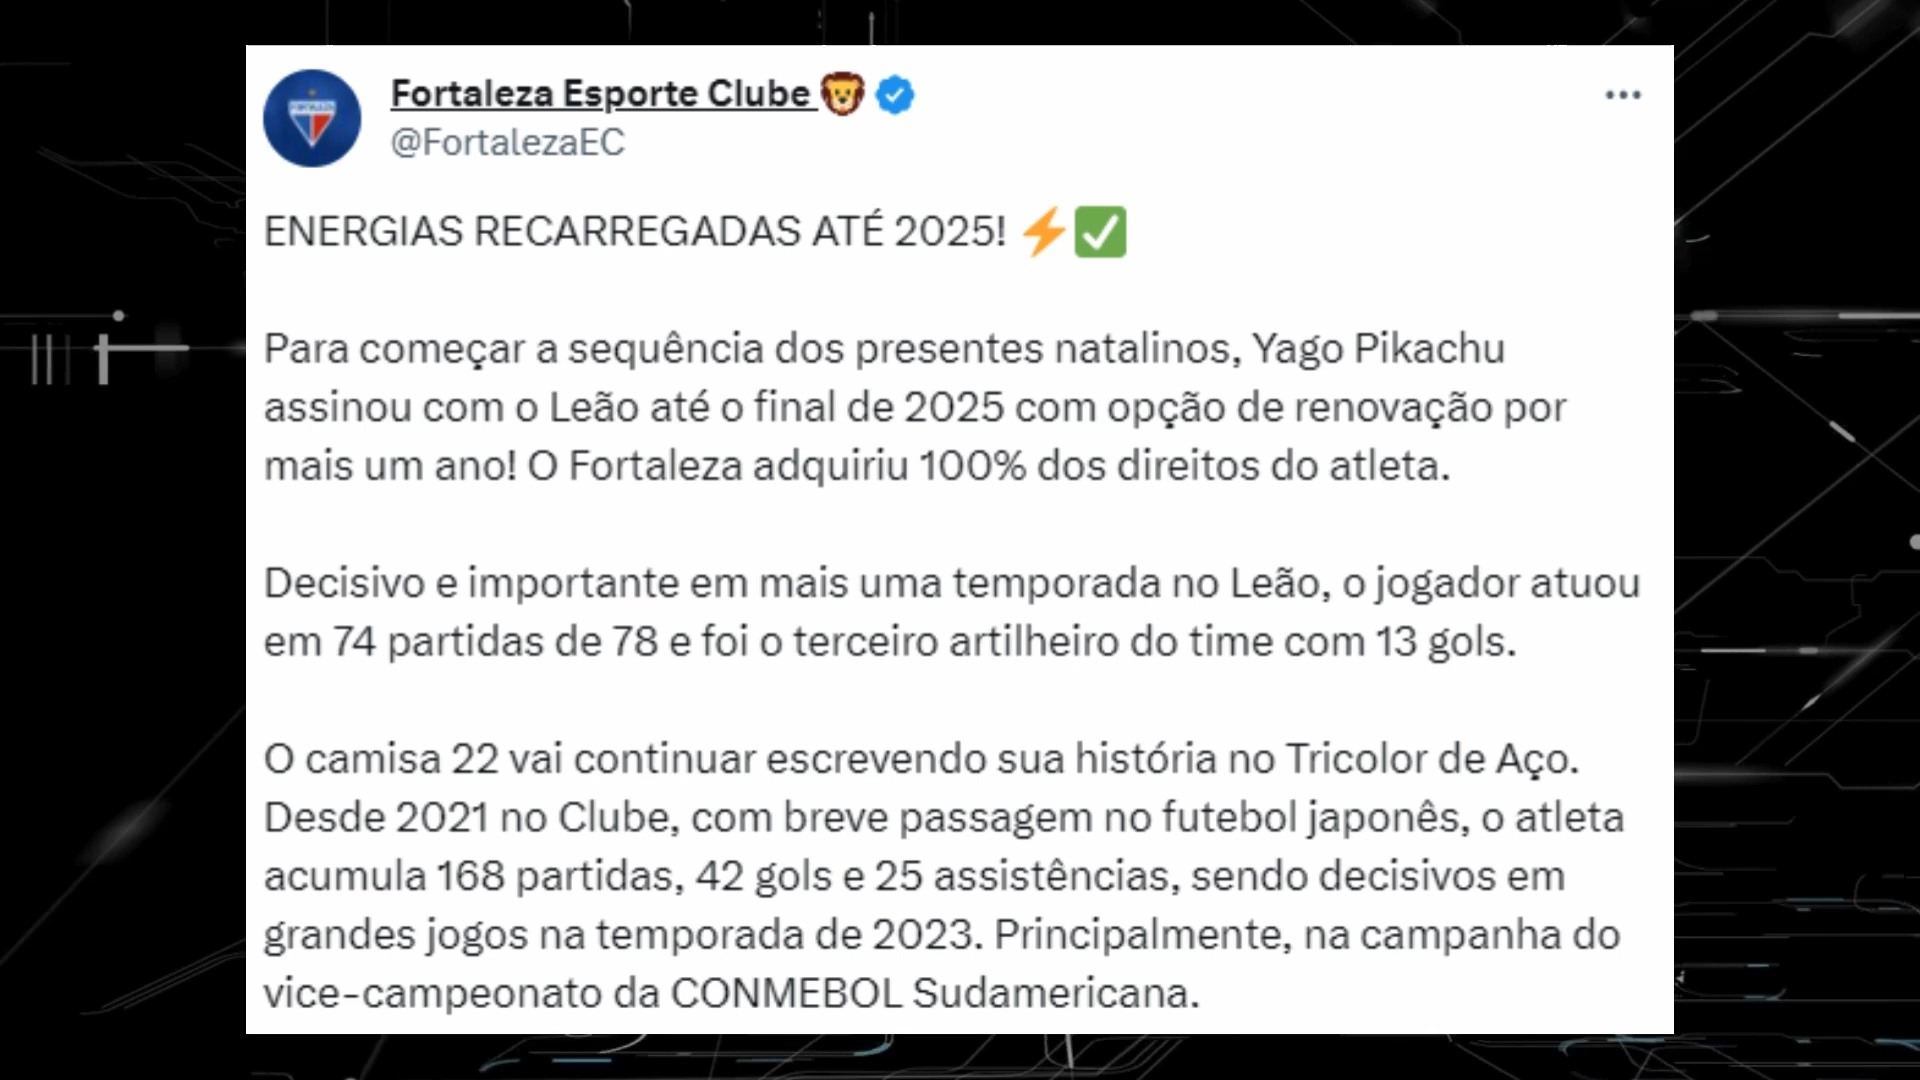 Fortaleza Esporte Clube 🦁
@FortalezaEC
ENERGIAS RECARREGADAS ATÉ 2025! ⚡✅
Para começar a sequência dos presentes natalinos, Yago Pikachu
assinou com o Leão até o final de 2025 com opção de renovação por
mais um ano! O Fortaleza adquiriu 100% dos direitos do atleta.
Decisivo e importante em mais uma temporada no Leão, o jogador atuou
em 74 partidas de 78 e foi o terceiro artilheiro do time com 13 gols.
O camisa 22 vai continuar escrevendo sua história no Tricolor de Aço.
Desde 2021 no Clube, com breve passagem no futebol japonês, o atleta
acumula 168 partidas, 42 gols e 25 assistências, sendo decisivos em
grandes jogos na temporada de 2023. Principalmente, na campanha do
vice-campeonato da CONMEBOL Sudamericana.